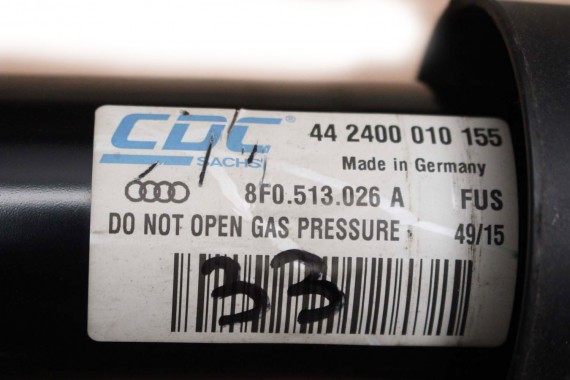 CDC® 44 2400 010 155
SACHS Made in Germany
8F0.513.026 A FUS
DO NOT OPEN GAS PRESSURE 49/15
33